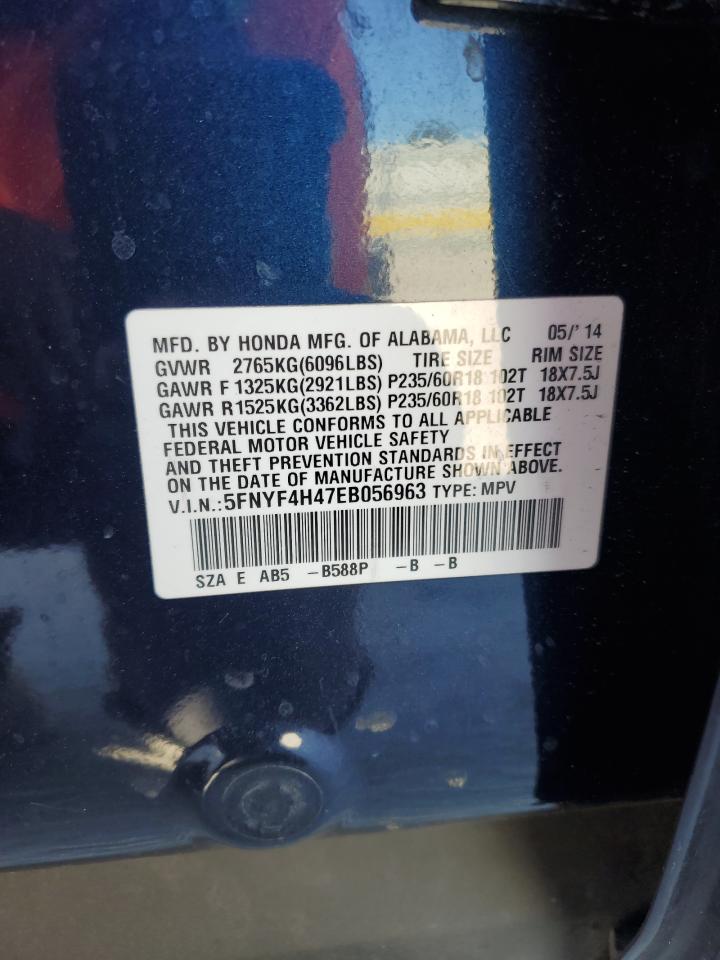 MFD. BY HONDA MFG. OF ALABAMA, LLC 05/'14
GVWR 2765KG(6096LBS) TIRE SIZE RIM SIZE
GAWR F 1325KG(2921LBS) P235/60R18 102T 18X7.5J
GAWR R1525KG(3362LBS) P235/60R18 102T 18X7.5J
THIS VEHICLE CONFORMS TO ALL APPLICABLE
FEDERAL MOTOR VEHICLE SAFETY
AND THEFT PREVENTION STANDARDS IN EFFECT
ON THE DATE OF MANUFACTURE SHOWN ABOVE.
V.I.N.:5FNYF4H47EB056963 TYPE: MPV
SZA E AB5 -B588P -B -B